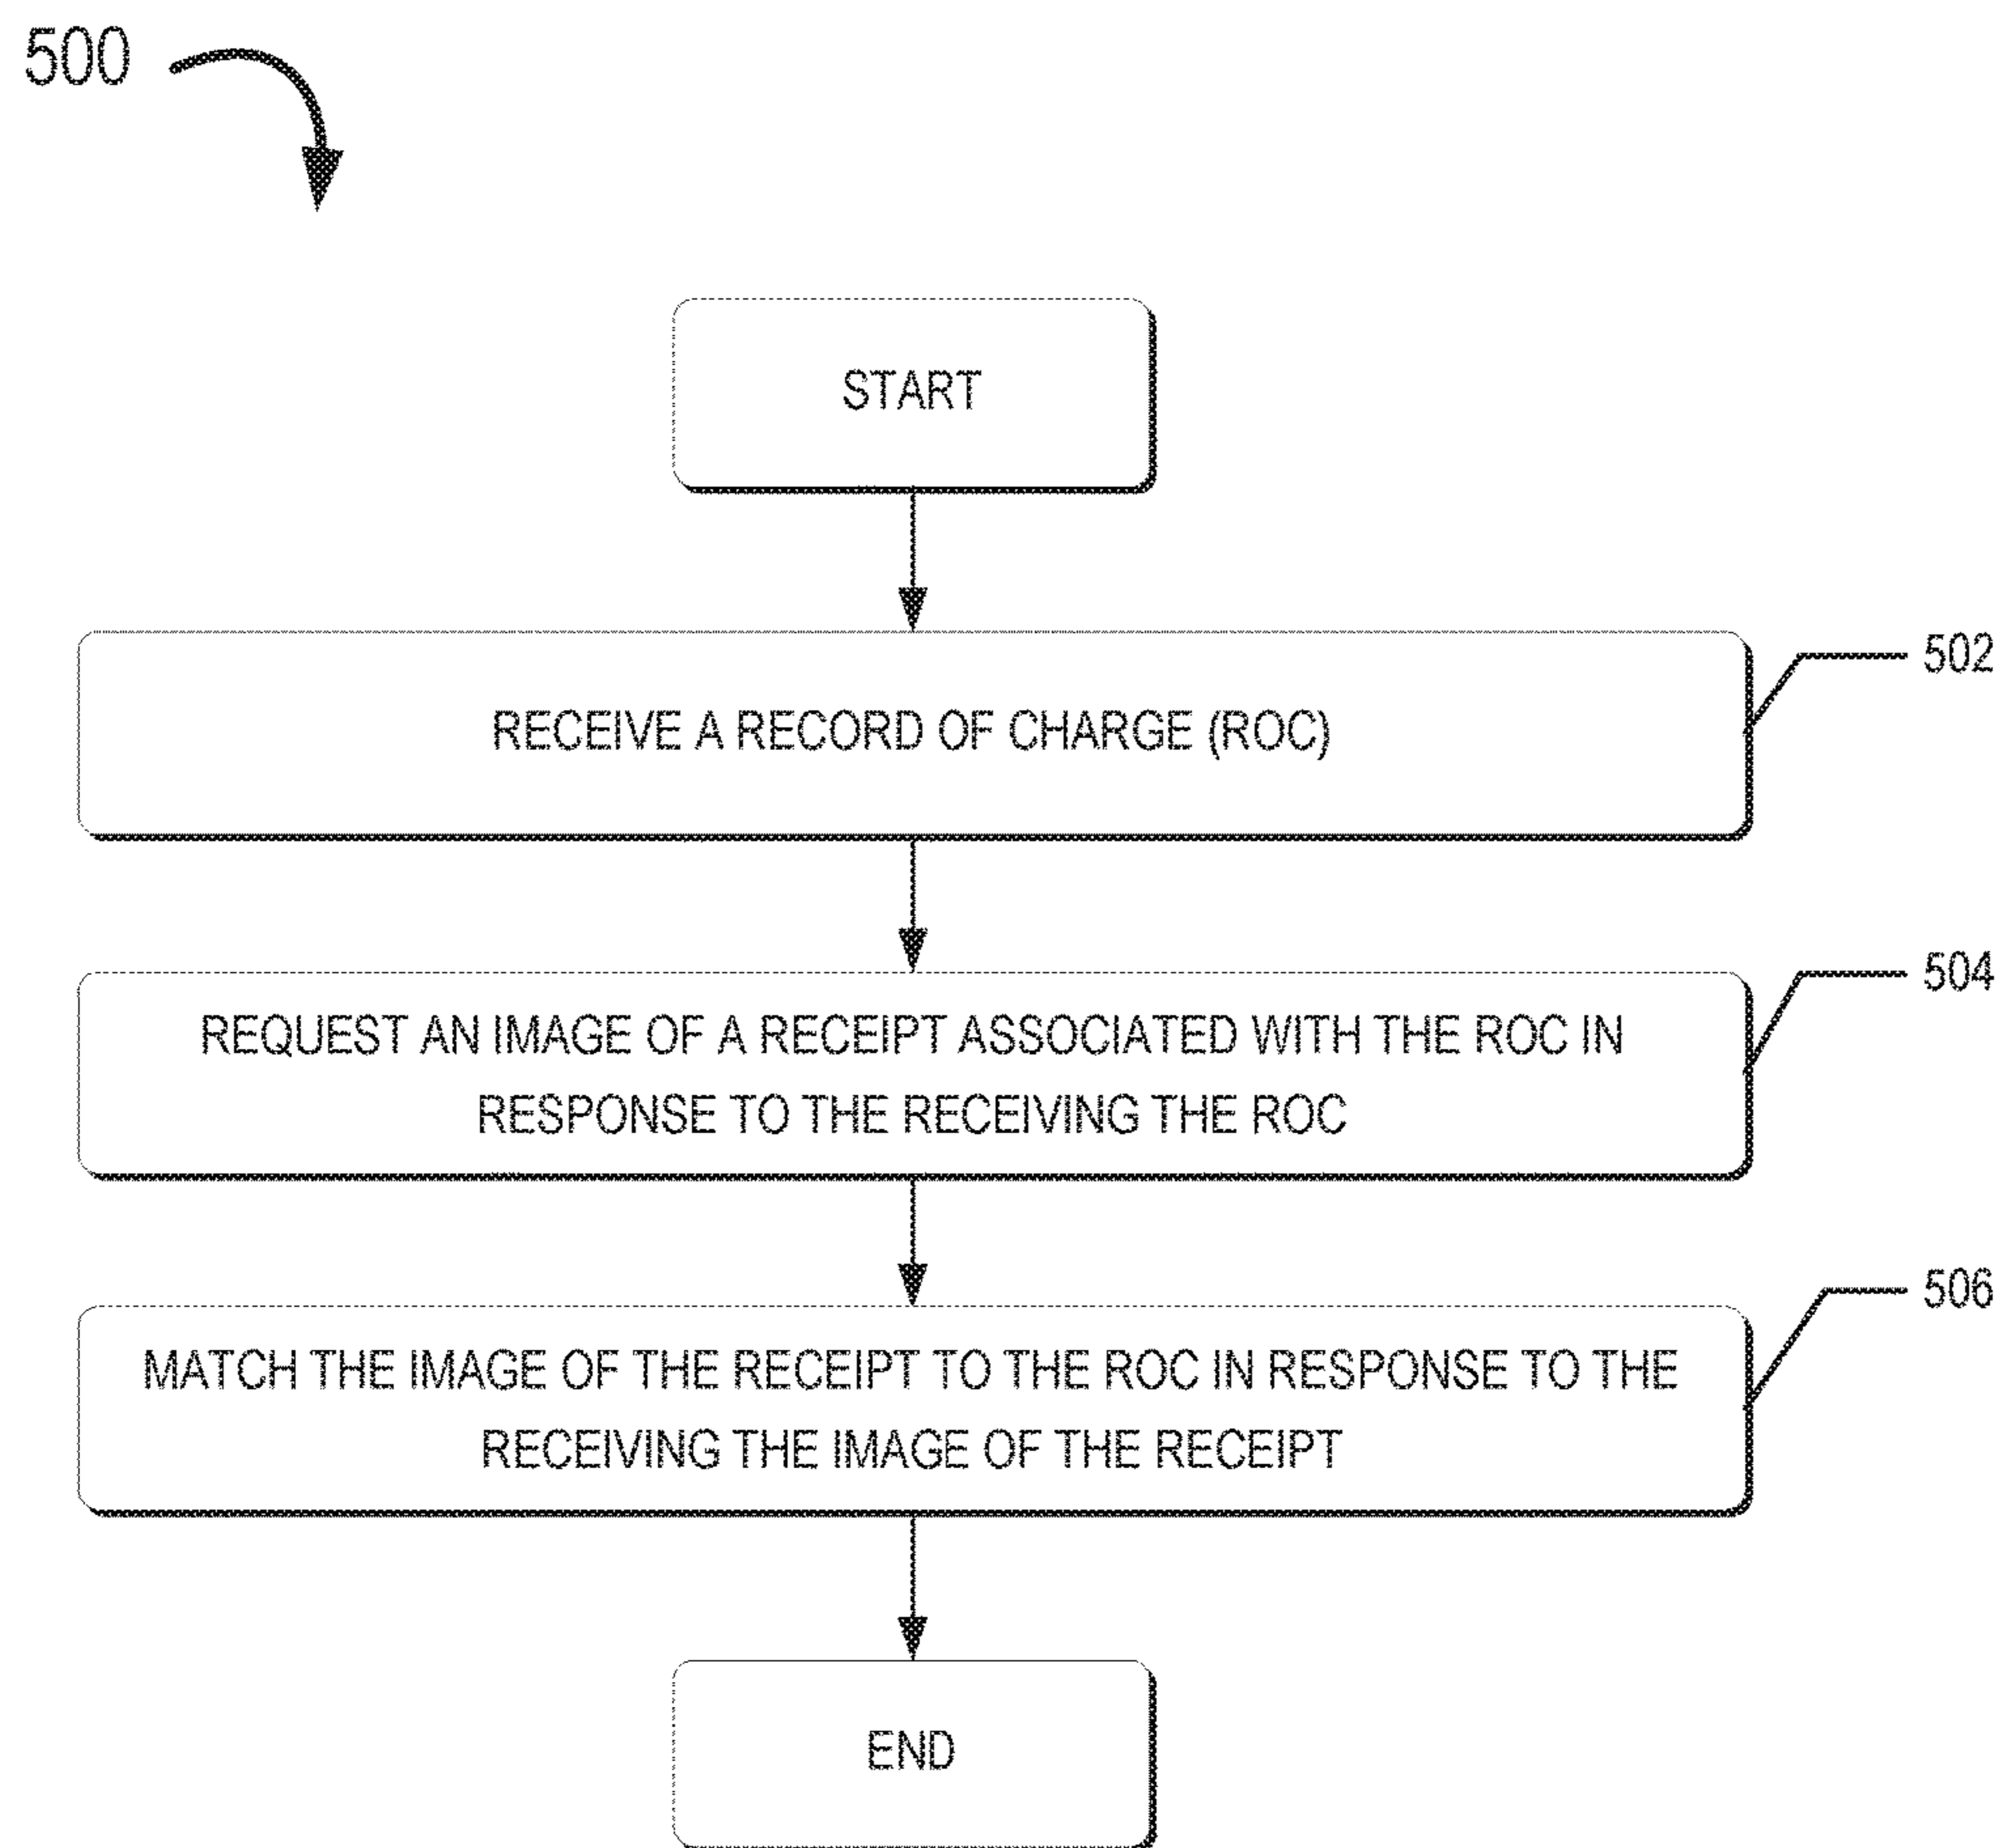 500
START
RECEIVE A RECORD OF CHARGE (ROC)
502
REQUEST AN IMAGE OF A RECEIPT ASSOCIATED WITH THE ROC IN
RESPONSE TO THE RECEIVING THE ROC
504
MATCH THE IMAGE OF THE RECEIPT TO THE ROC IN RESPONSE TO THE
RECEIVING THE IMAGE OF THE RECEIPT
506
END